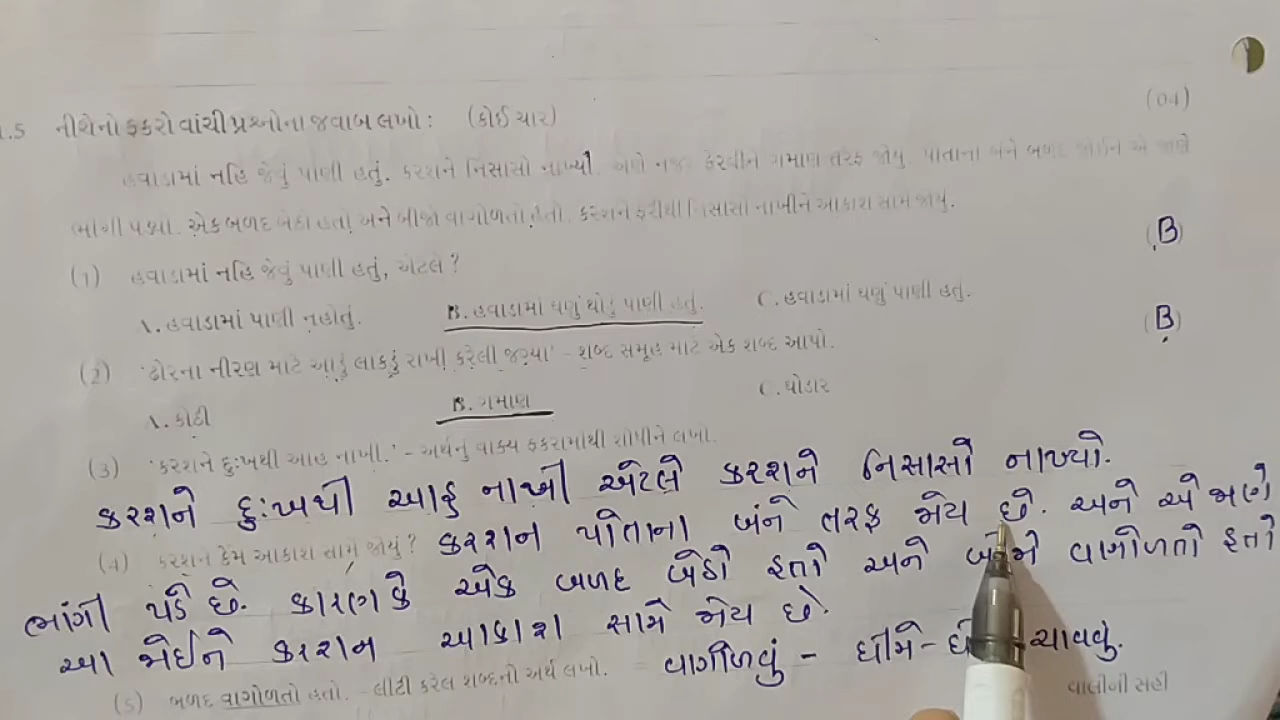 .5 નીચેનો ફકરો વાંચી પ્રશ્નોના જવાબ લખો : (કોઈ ચાર) (04)
હવાડામાં નહિ જેવું પાણી હતું. કરશને નિસાસો નાખ્યો. એણે નજર ફેરવીને ગમાણ તરફ જોયું. પોતાના બંને બળદ જોઈને એ જાણે
ભાંગી પડ્યો. એક બળદ બેઠો હતો અને બીજો વાગોળતો હતો. કરશને ફરીથી નિસાસો નાખીને આકાશ સામે જોયું.
(1) હવાડામાં નહિ જેવું પાણી હતું, એટલે ? (B)
A. હવાડામાં પાણી નહોતું. B. હવાડામાં ઘણું થોડું પાણી હતું. C. હવાડામાં ઘણું પાણી હતું.
(2) 'ઢોરના નીરણ માટે આડું લાકડું રાખી કરેલી જગ્યા' - શબ્દ સમૂહ માટે એક શબ્દ આપો. (B)
A. કોઠી B. ગમાણ C. ઘોડાર
(3) 'કરશને દુઃખથી આહ નાખી.' - અર્થનું વાક્ય ફકરામાંથી શોધીને લખો.
કરશને દુઃખથી આહ નાખી એટલે કરશને નિસાસો નાખ્યો.
(4) કરશને કેમ આકાશ સામે જોયું ? કરશન પોતાના બંને તરફ જોય છે. અને એ જાણે
ભાંગી પડે છે. કારણ કે એક બળદ બેઠો હતો અને વાગોળતો હતો
આ જોઈને કરશન આકાશ સામે જોય છે.
(5) બળદ વાગોળતો હતો. - લીટી કરેલ શબ્દનો અર્થ લખો. વાગોળવું - ધીમે- ચાવવું.
વાલીની સહી